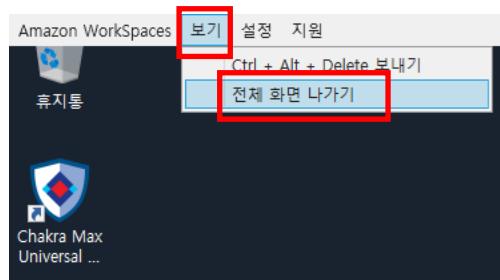 Amazon WorkSpaces 보기 설정 지원
Ctrl + Alt + Delete 보내기
전체 화면 나가기
휴지통
Chakra Max
Universal ...